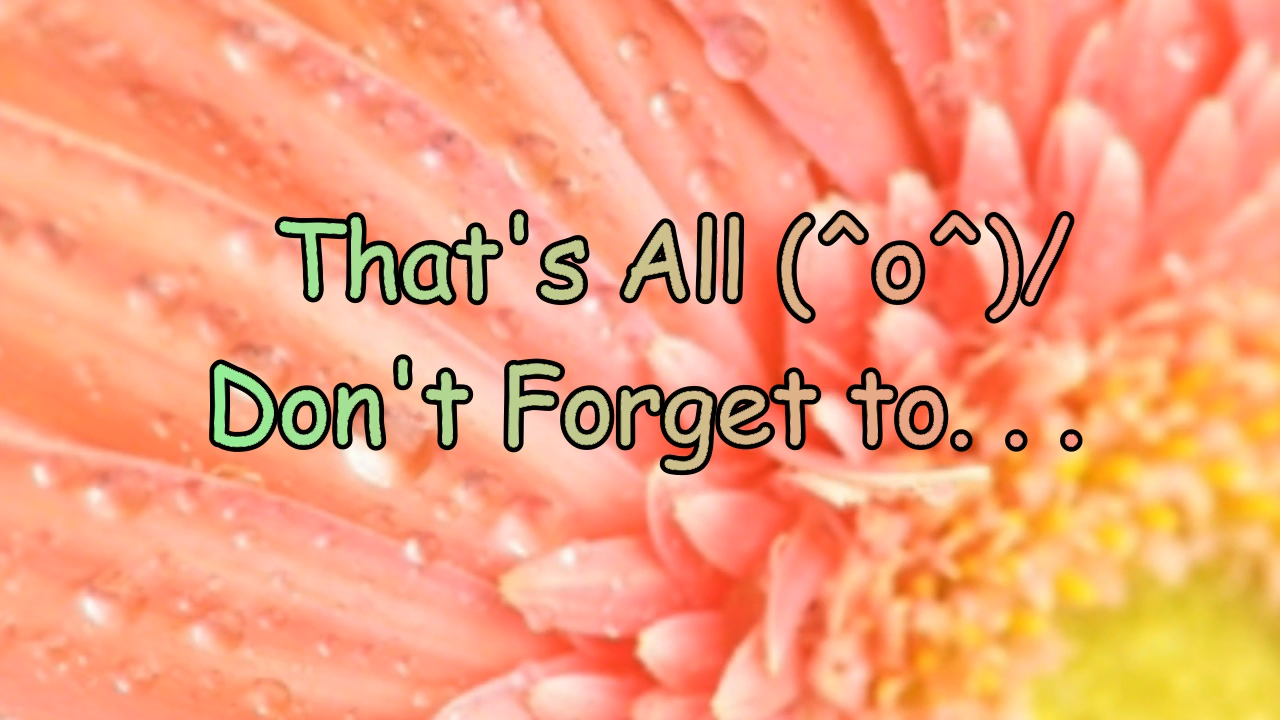 That's All (^o^)/
Don't Forget to. . .